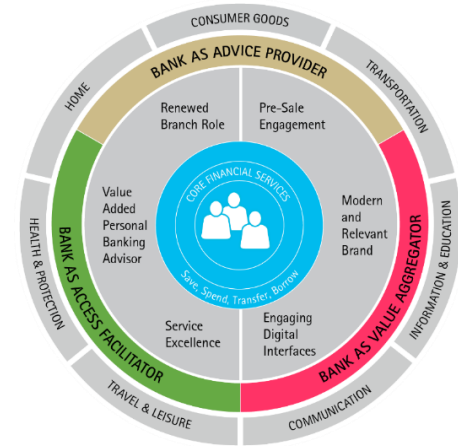 CONSUMER GOODS
TRANSPORTATION
INFORMATION & EDUCATION
COMMUNICATION
TRAVEL & LEISURE
HEALTH & PROTECTION
HOME
BANK AS ADVICE PROVIDER
BANK AS VALUE AGGREGATOR
BANK AS ACCESS FACILITATOR
Renewed
Branch Role
Pre-Sale
Engagement
Value
Added
Personal
Banking
Advisor
Modern
and
Relevant
Brand
Service
Excellence
Engaging
Digital
Interfaces
CORE FINANCIAL SERVICES
Save, Spend, Transfer, Borrow